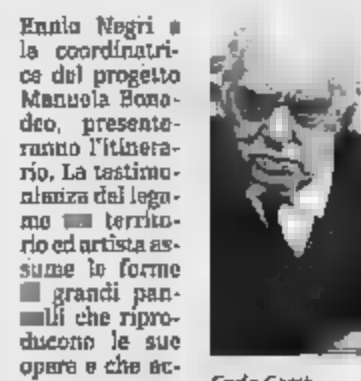 Ennio Negri e
la coordinatri-
ce del progetto
Manuela Bona-
deo, presente-
ranno l'itinera-
rio. La testimo-
nianza del lega-
me territo-
rio ed artista as-
sume le forme
grandi pan-
che ripro-
ducono le sue
opere e che ac-
Carlo